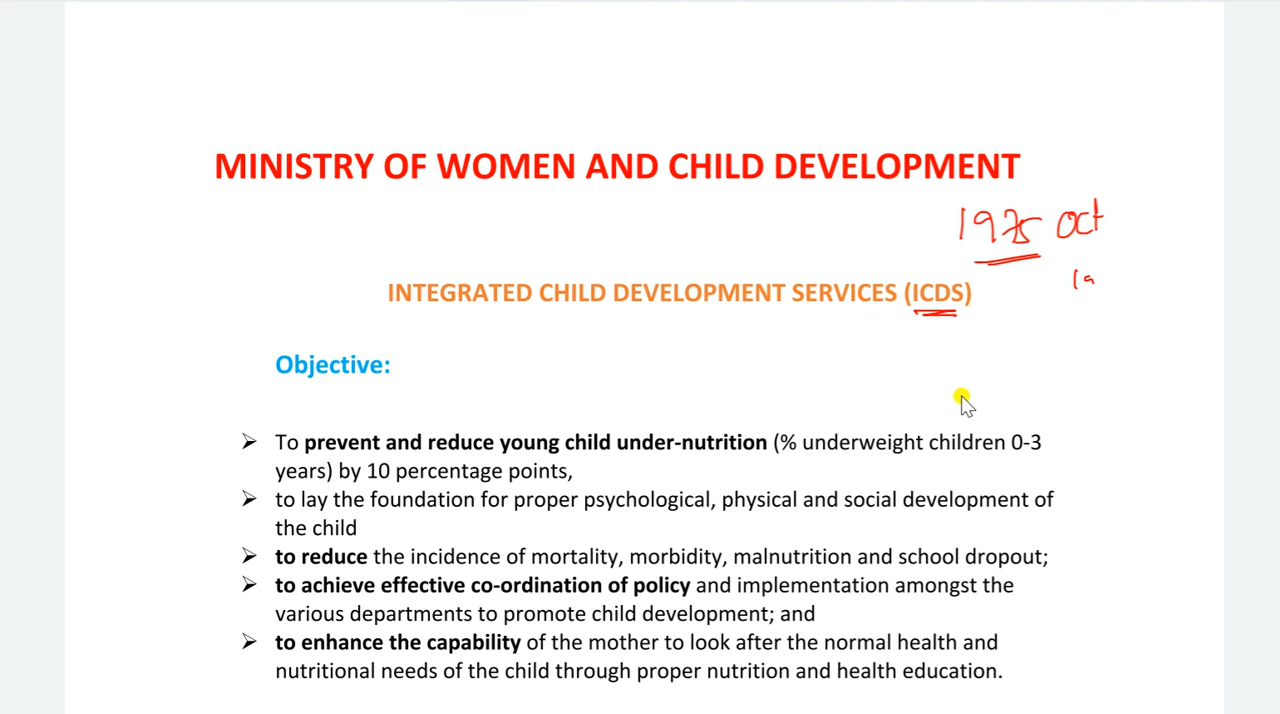 MINISTRY OF WOMEN AND CHILD DEVELOPMENT
1975 Oct
19
INTEGRATED CHILD DEVELOPMENT SERVICES (ICDS)
Objective:
➢ To prevent and reduce young child under-nutrition (% underweight children 0-3
years) by 10 percentage points,
➢ to lay the foundation for proper psychological, physical and social development of
the child
➢ to reduce the incidence of mortality, morbidity, malnutrition and school dropout;
➢ to achieve effective co-ordination of policy and implementation amongst the
various departments to promote child development; and
➢ to enhance the capability of the mother to look after the normal health and
nutritional needs of the child through proper nutrition and health education.